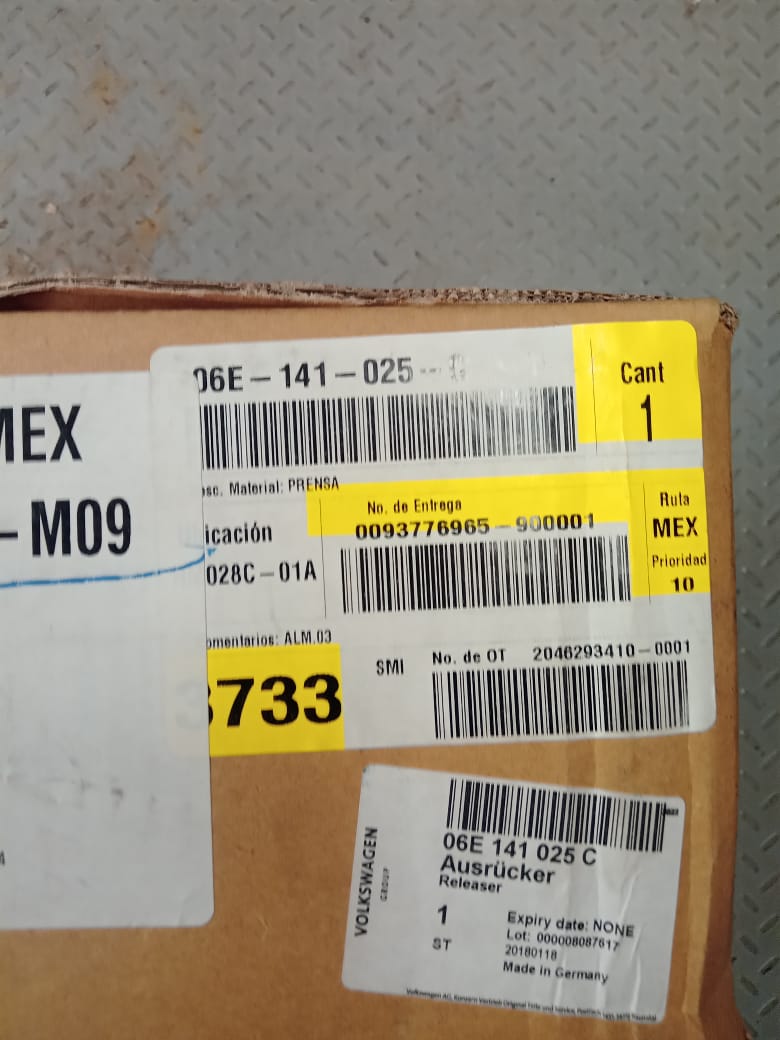 MEX
- M09
06E-141-025
Cant
1
osc. Material: PRENSA
No. de Entrega
0093776965-900001
Ruta
MEX
Prioridad
10
icación
028C-01A
omentarios: ALM.03
3733
SMI
No. de OT 2046293410-0001
VOLKSWAGEN
GROUP
06E 141 025 C
Ausrücker
Releaser
1
ST
Expiry date: NONE
Lot: 000008087617
20180118
Made in Germany